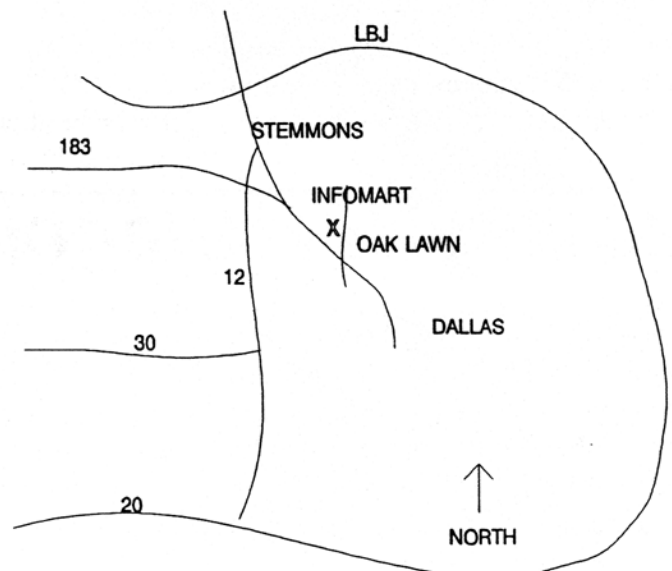 LBJ
STEMMONS
183
INFOMART
X
OAK LAWN
12
DALLAS
30
20
NORTH